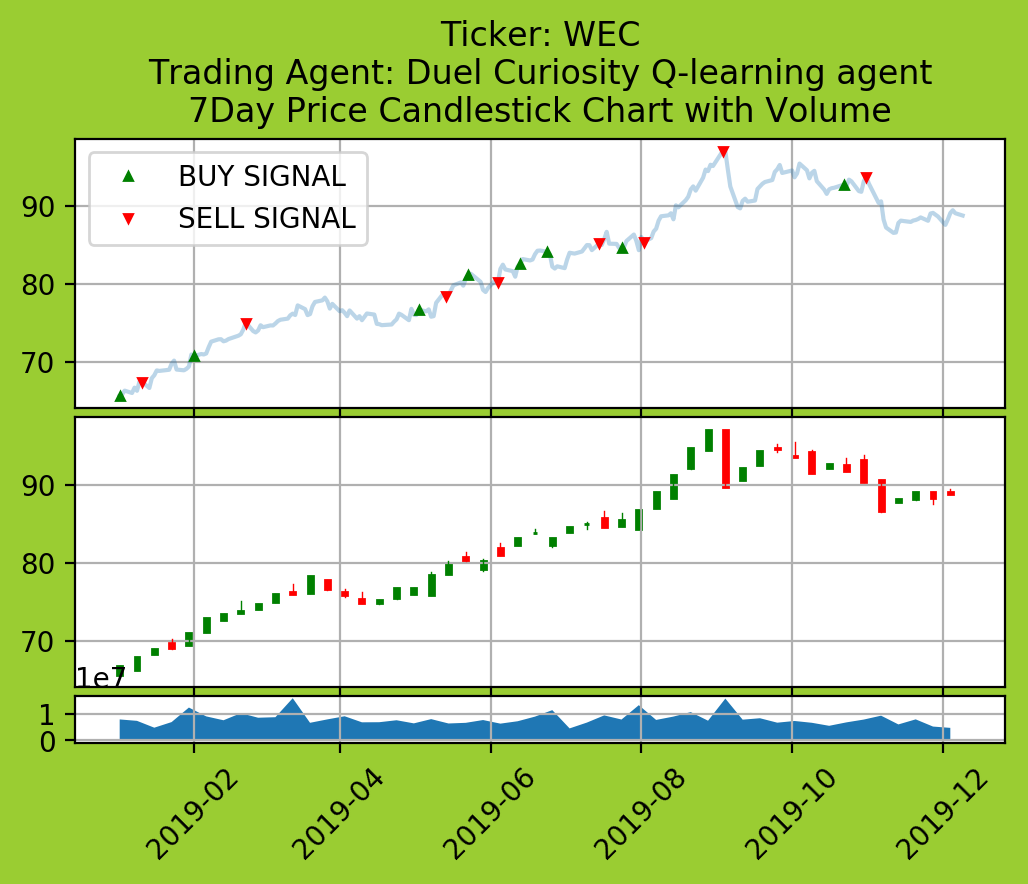 Ticker: WEC
Trading Agent: Duel Curiosity Q-learning agent
7Day Price Candlestick Chart with Volume
BUY SIGNAL
SELL SIGNAL
90
80
70
90
80
70
1e7
1
0
2019-02
2019-04
2019-06
2019-08
2019-10
2019-12